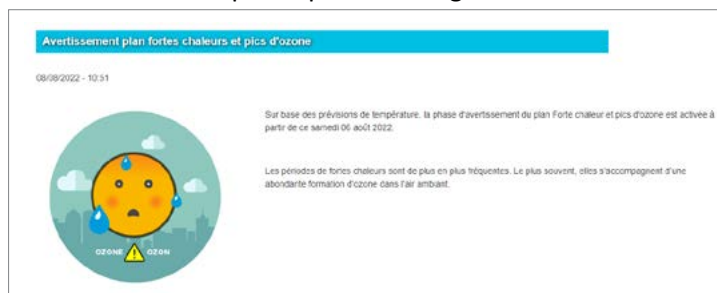 Avertissement plan fortes chaleurs et pics d'ozone
08/08/2022 - 10:51
Sur base des prévisions de température, la phase d'avertissement du plan Forte chaleur et pics d'ozone est activée à
partir de ce samedi 06 août 2022.
Les périodes de fortes chaleurs sont de plus en plus fréquentes. Le plus souvent, elles s'accompagnent d'une
abondante formation d'ozone dans l'air ambiant.
OZONE OZON